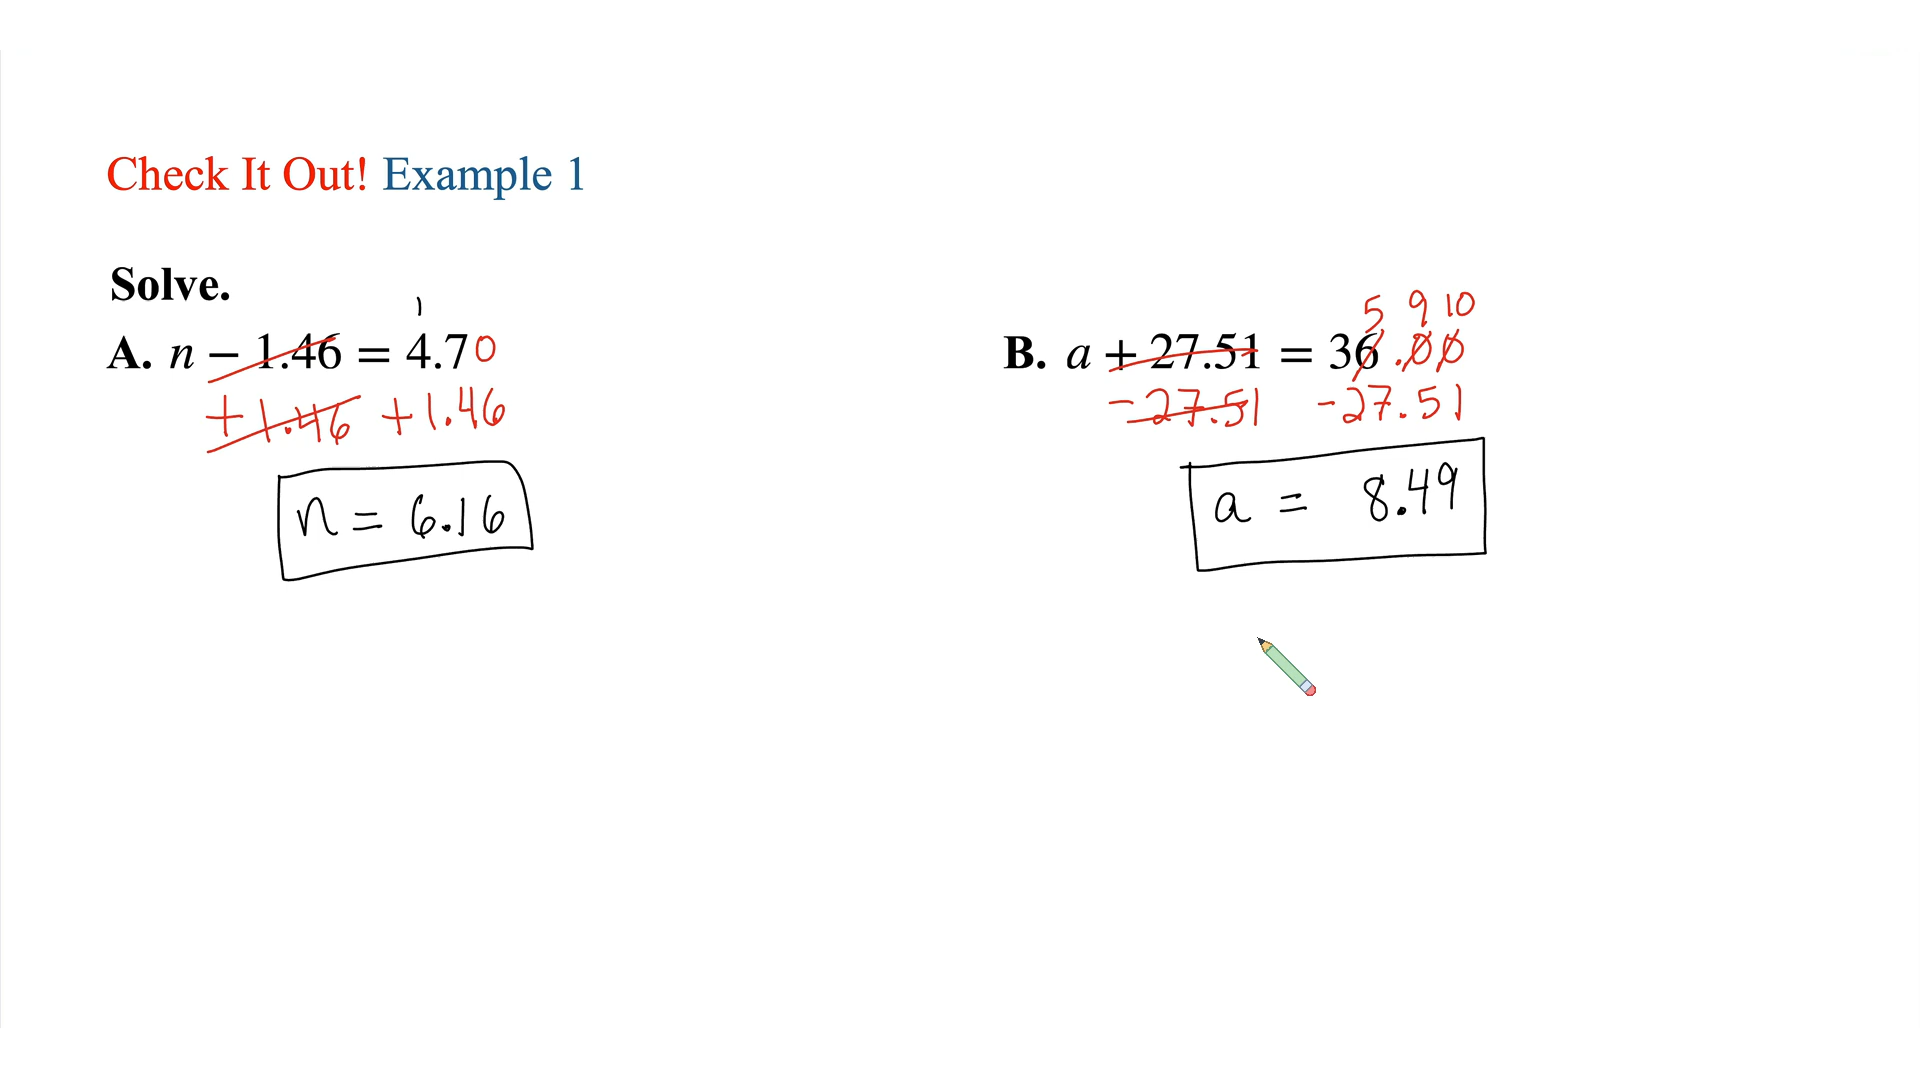 Check It Out! Example 1
Solve.
1
A. n − 1.46 = 4.70
+ 1.46 + 1.46
n = 6.16
5 9 10
B. a + 27.51 = 36.00
- 27.51 - 27.51
a = 8.49